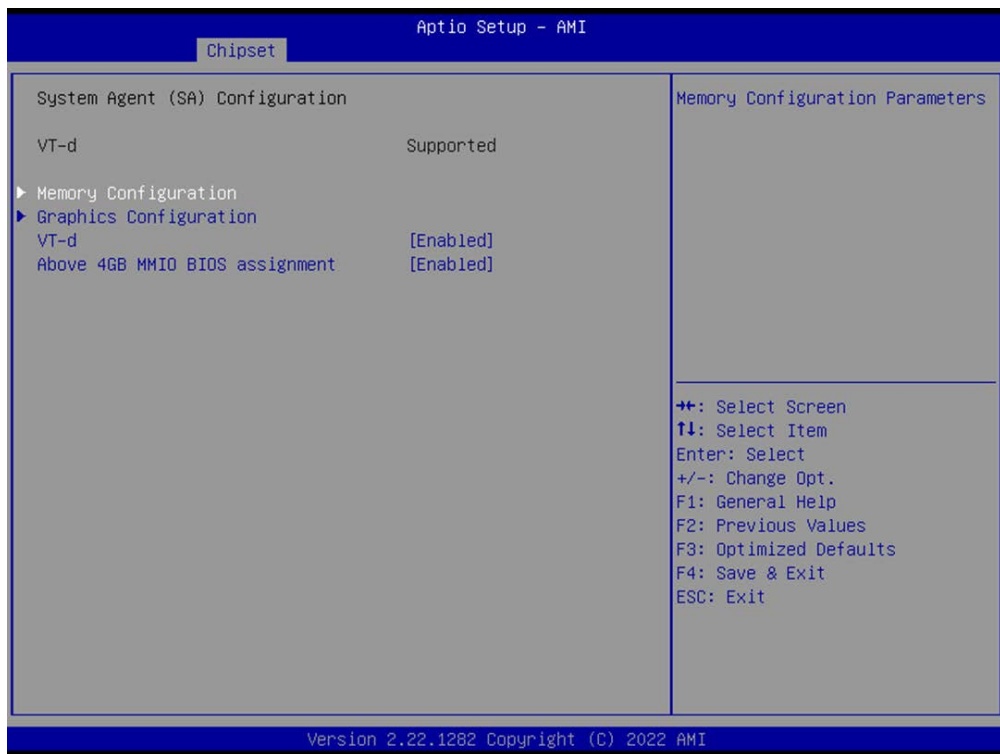 Aptio Setup – AMI
Chipset
System Agent (SA) Configuration
VT-d Supported
▶ Memory Configuration
▶ Graphics Configuration
VT-d [Enabled]
Above 4GB MMIO BIOS assignment [Enabled]
Memory Configuration Parameters
→←: Select Screen
↑↓: Select Item
Enter: Select
+/-: Change Opt.
F1: General Help
F2: Previous Values
F3: Optimized Defaults
F4: Save & Exit
ESC: Exit
Version 2.22.1282 Copyright (C) 2022 AMI